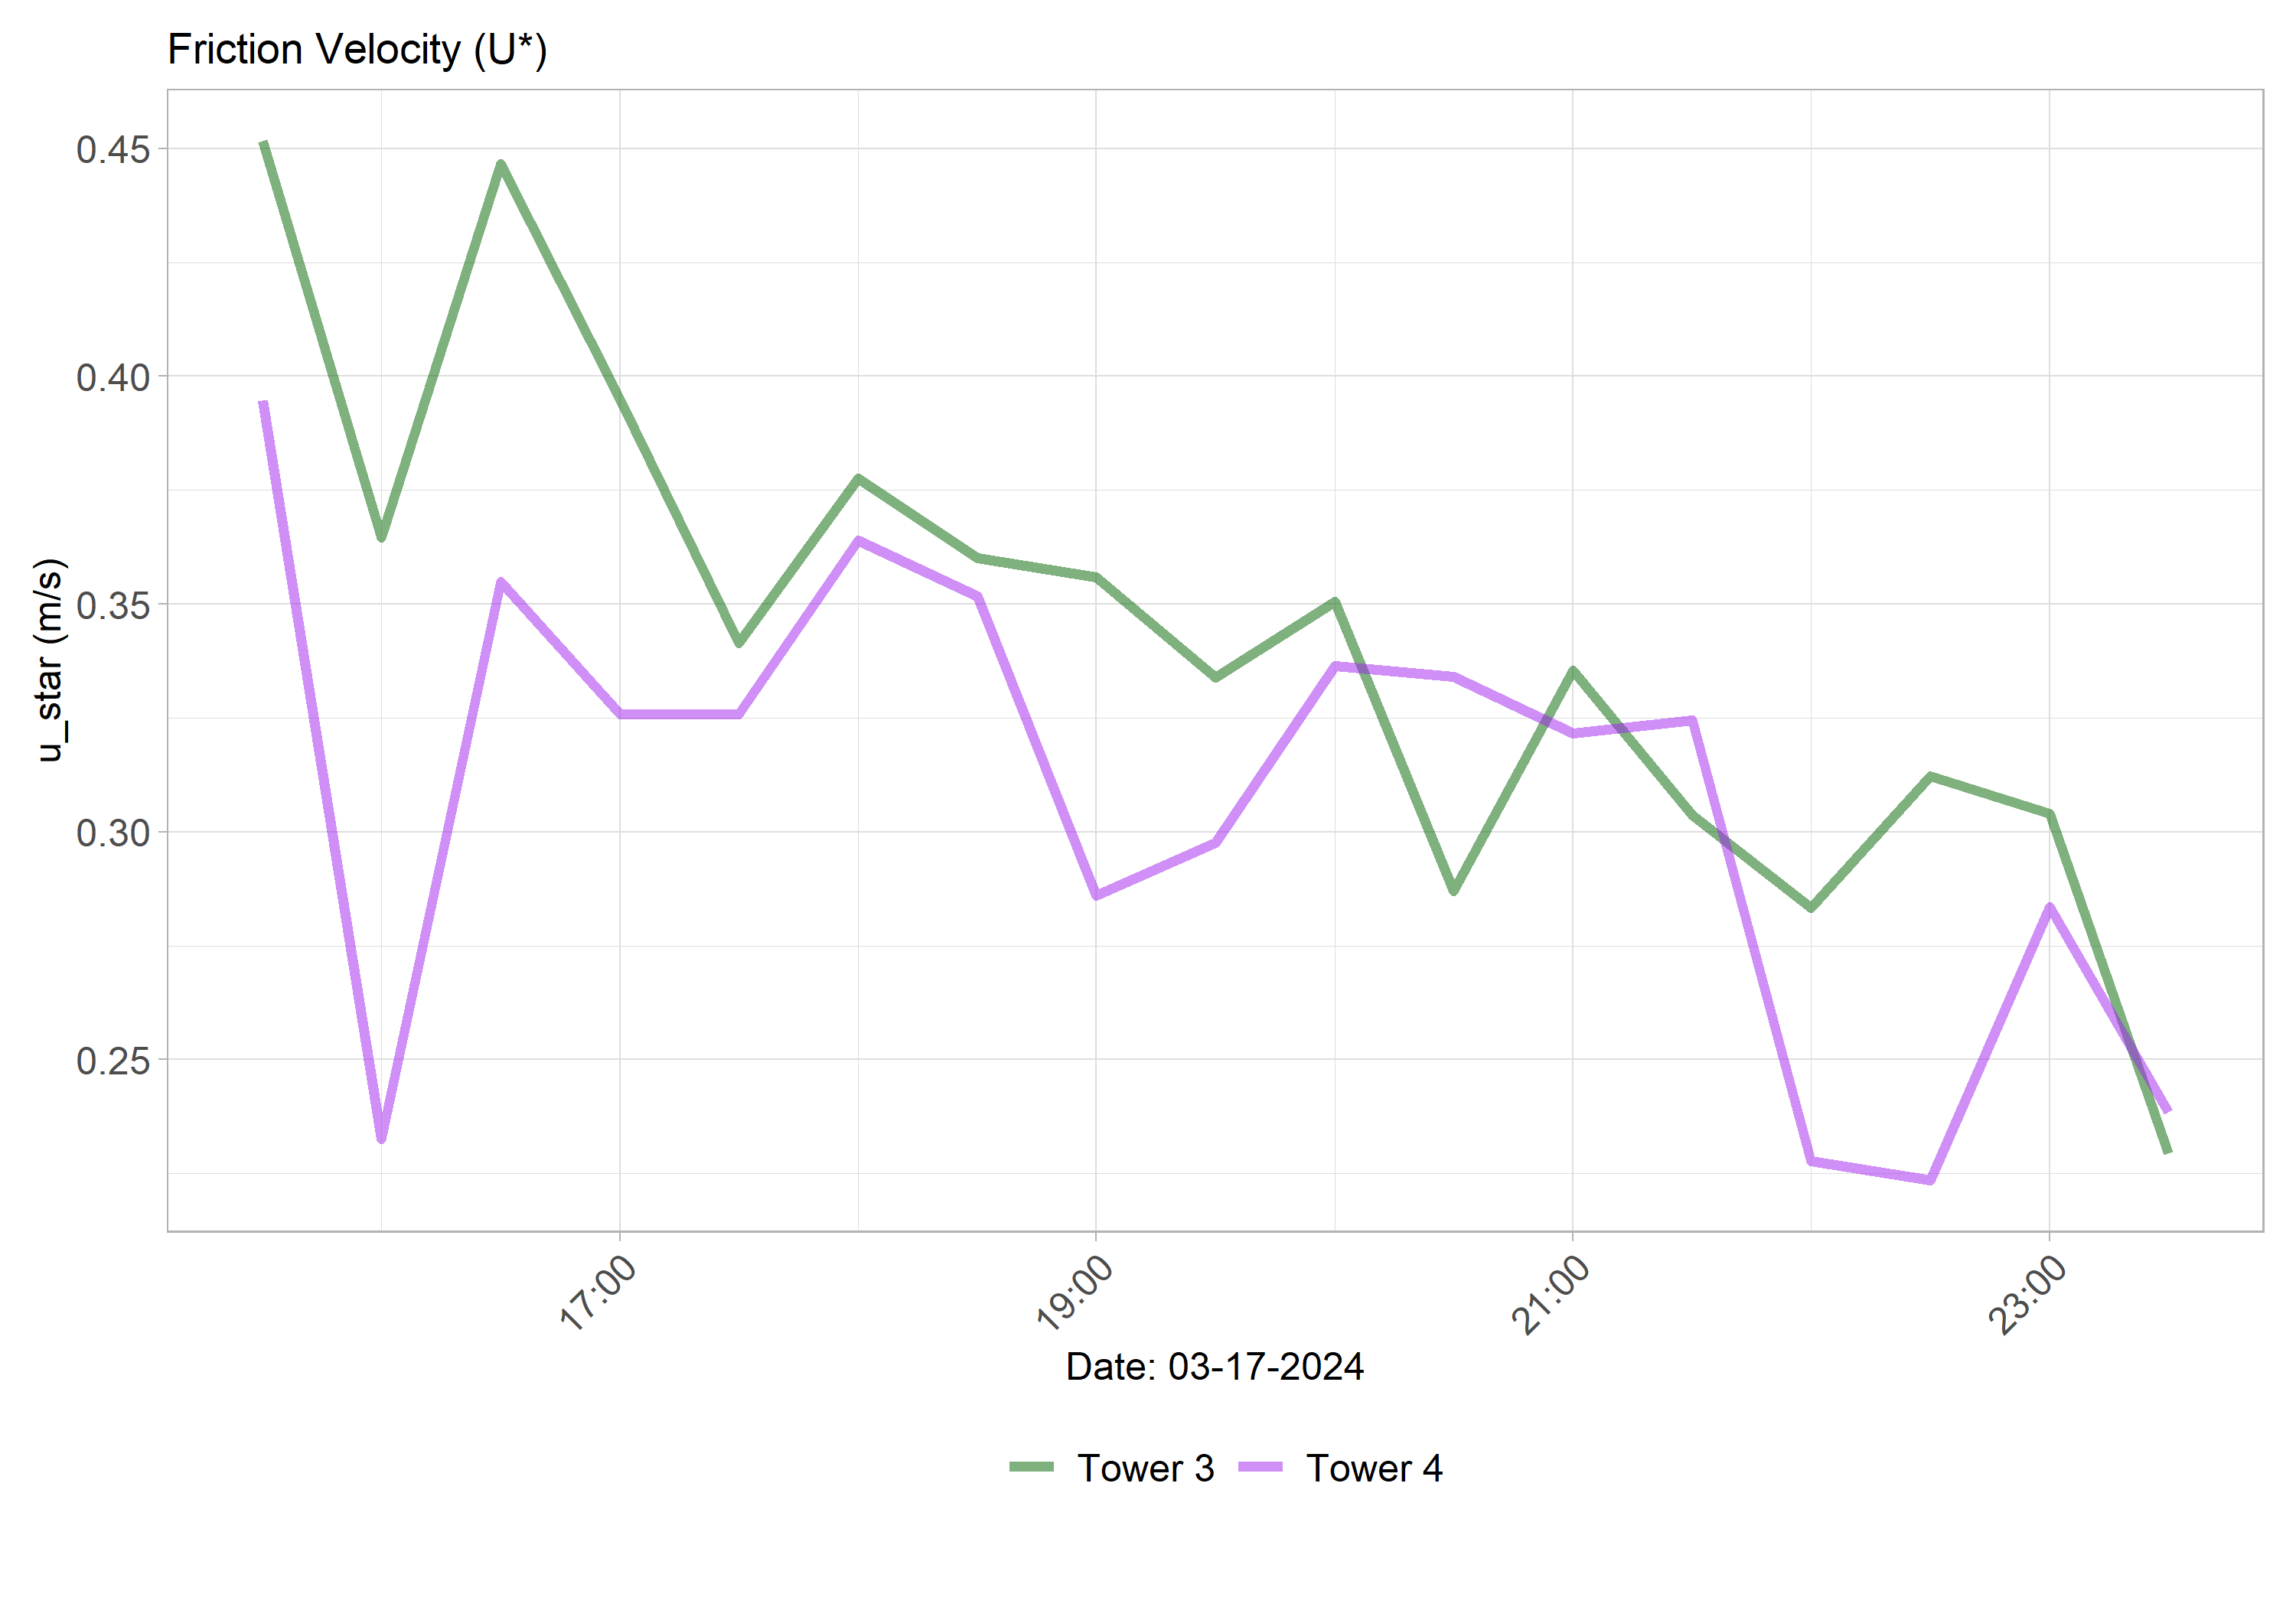 Friction Velocity (U*)
u_star (m/s)
0.45
0.40
0.35
0.30
0.25
17:00
19:00
21:00
23:00
Date: 03-17-2024
Tower 3
Tower 4